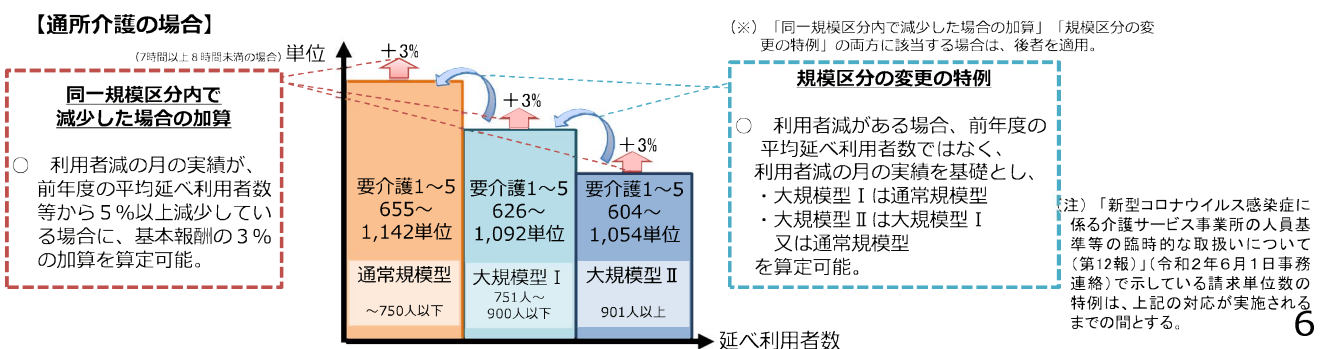 【通所介護の場合】
(7時間以上8時間未満の場合)
単位
(※) 「同一規模区分内で減少した場合の加算」「規模区分の変
更の特例」の両方に該当する場合は、後者を適用。
同一規模区分内で
減少した場合の加算
○ 利用者減の月の実績が、
前年度の平均延べ利用者数
等から5%以上減少してい
る場合に、基本報酬の3%
の加算を算定可能。
+3%
+3%
+3%
要介護1~5
655~
1,142単位
通常規模型
~750人以下
要介護1~5
626~
1,092単位
大規模型Ⅰ
751人~
900人以下
要介護1~5
604~
1,054単位
大規模型Ⅱ
901人以上
延べ利用者数
規模区分の変更の特例
○ 利用者減がある場合、前年度の
平均延べ利用者数ではなく、
利用者減の月の実績を基礎とし、
・大規模型Ⅰは通常規模型
・大規模型Ⅱは大規模型Ⅰ
又は通常規模型
を算定可能。
(注)「新型コロナウイルス感染症に
係る介護サービス事業所の人員基
準等の臨時的な取扱いについて
(第12報)」(令和2年6月1日事務
連絡)で示している請求単位数の
特例は、上記の対応が実施される
までの間とする。
6